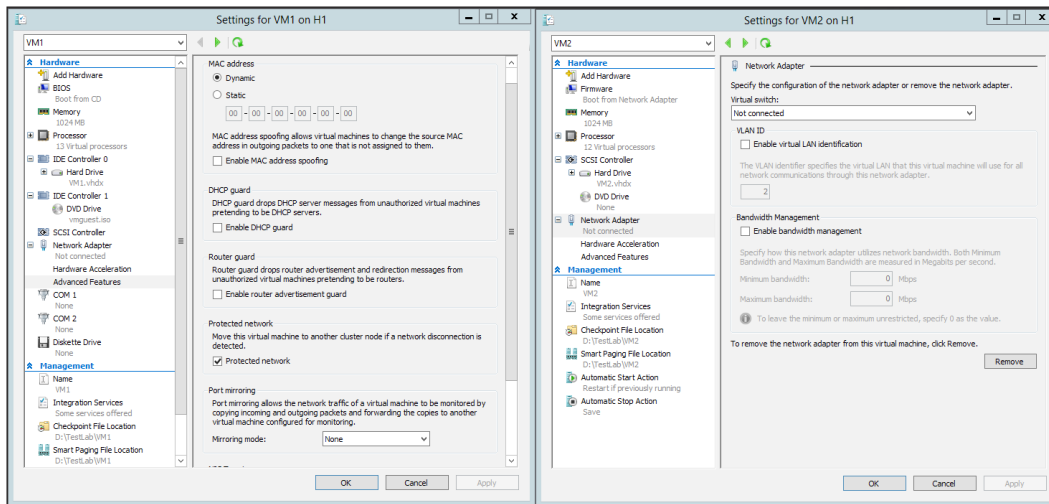 Settings for VM1 on H1
VM1
Hardware
Add Hardware
BIOS
Boot from CD
Memory
1024 MB
Processor
13 Virtual processors
IDE Controller 0
Hard Drive
VM1.vhdx
IDE Controller 1
DVD Drive
vmguest.iso
SCSI Controller
Network Adapter
Not connected
Hardware Acceleration
Advanced Features
COM 1
None
COM 2
None
Diskette Drive
None
Management
Name
VM1
Integration Services
Some services offered
Checkpoint File Location
D:\TestLab\VM1
Smart Paging File Location
D:\TestLab\VM1
MAC address
Dynamic
Static
00 - 00 - 00 - 00 - 00 - 00
MAC address spoofing allows virtual machines to change the source MAC
address in outgoing packets to one that is not assigned to them.
Enable MAC address spoofing
DHCP guard
DHCP guard drops DHCP server messages from unauthorized virtual machines
pretending to be DHCP servers.
Enable DHCP guard
Router guard
Router guard drops router advertisement and redirection messages from
unauthorized virtual machines pretending to be routers.
Enable router advertisement guard
Protected network
Move this virtual machine to another cluster node if a network disconnection is
detected.
Protected network
Port mirroring
Port mirroring allows the network traffic of a virtual machine to be monitored by
copying incoming and outgoing packets and forwarding the copies to another
virtual machine configured for monitoring.
Mirroring mode: None
OK Cancel Apply
Settings for VM2 on H1
VM2
Hardware
Add Hardware
Firmware
Boot from Network Adapter
Memory
1024 MB
Processor
12 Virtual processors
SCSI Controller
Hard Drive
VM2.vhdx
DVD Drive
None
Network Adapter
Not connected
Hardware Acceleration
Advanced Features
Management
Name
VM2
Integration Services
Some services offered
Checkpoint File Location
D:\TestLab\VM2
Smart Paging File Location
D:\TestLab\VM2
Automatic Start Action
Restart if previously running
Automatic Stop Action
Save
Network Adapter
Specify the configuration of the network adapter or remove the network adapter.
Virtual switch:
Not connected
VLAN ID
Enable virtual LAN identification
The VLAN identifier specifies the virtual LAN that this virtual machine will use for all
network communications through this network adapter.
2
Bandwidth Management
Enable bandwidth management
Specify how this network adapter utilizes network bandwidth. Both Minimum
Bandwidth and Maximum Bandwidth are measured in Megabits per second.
Minimum bandwidth: 0 Mbps
Maximum bandwidth: 0 Mbps
To leave the minimum or maximum unrestricted, specify 0 as the value.
To remove the network adapter from this virtual machine, click Remove.
Remove
OK Cancel Apply